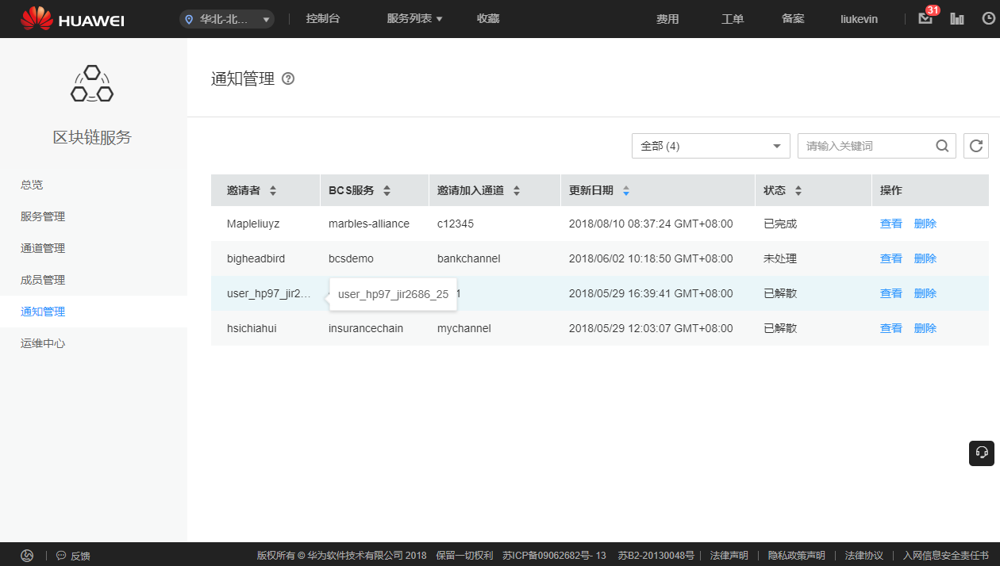 HUAWEI 华北-北... 控制台 服务列表 收藏 费用 工单 备案 liukevin 31
区块链服务
总览
服务管理
通道管理
成员管理
通知管理
运维中心
通知管理 ?
全部 (4) 请输入关键词
邀请者 BCS服务 邀请加入通道 更新日期 状态 操作
Mapleliuyz marbles-alliance c12345 2018/08/10 08:37:24 GMT+08:00 已完成 查看 删除
bigheadbird bcsdemo bankchannel 2018/06/02 10:18:50 GMT+08:00 未处理 查看 删除
user_hp97_jir2... user_hp97_jir2686_25 1 2018/05/29 16:39:41 GMT+08:00 已解散 查看 删除
hsichiahui insurancechain mychannel 2018/05/29 12:03:07 GMT+08:00 已解散 查看 删除
反馈 版权所有 © 华为软件技术有限公司 2018 保留一切权利 苏ICP备09062682号- 13 苏B2-20130048号 法律声明 隐私政策声明 法律协议 入网信息安全责任书